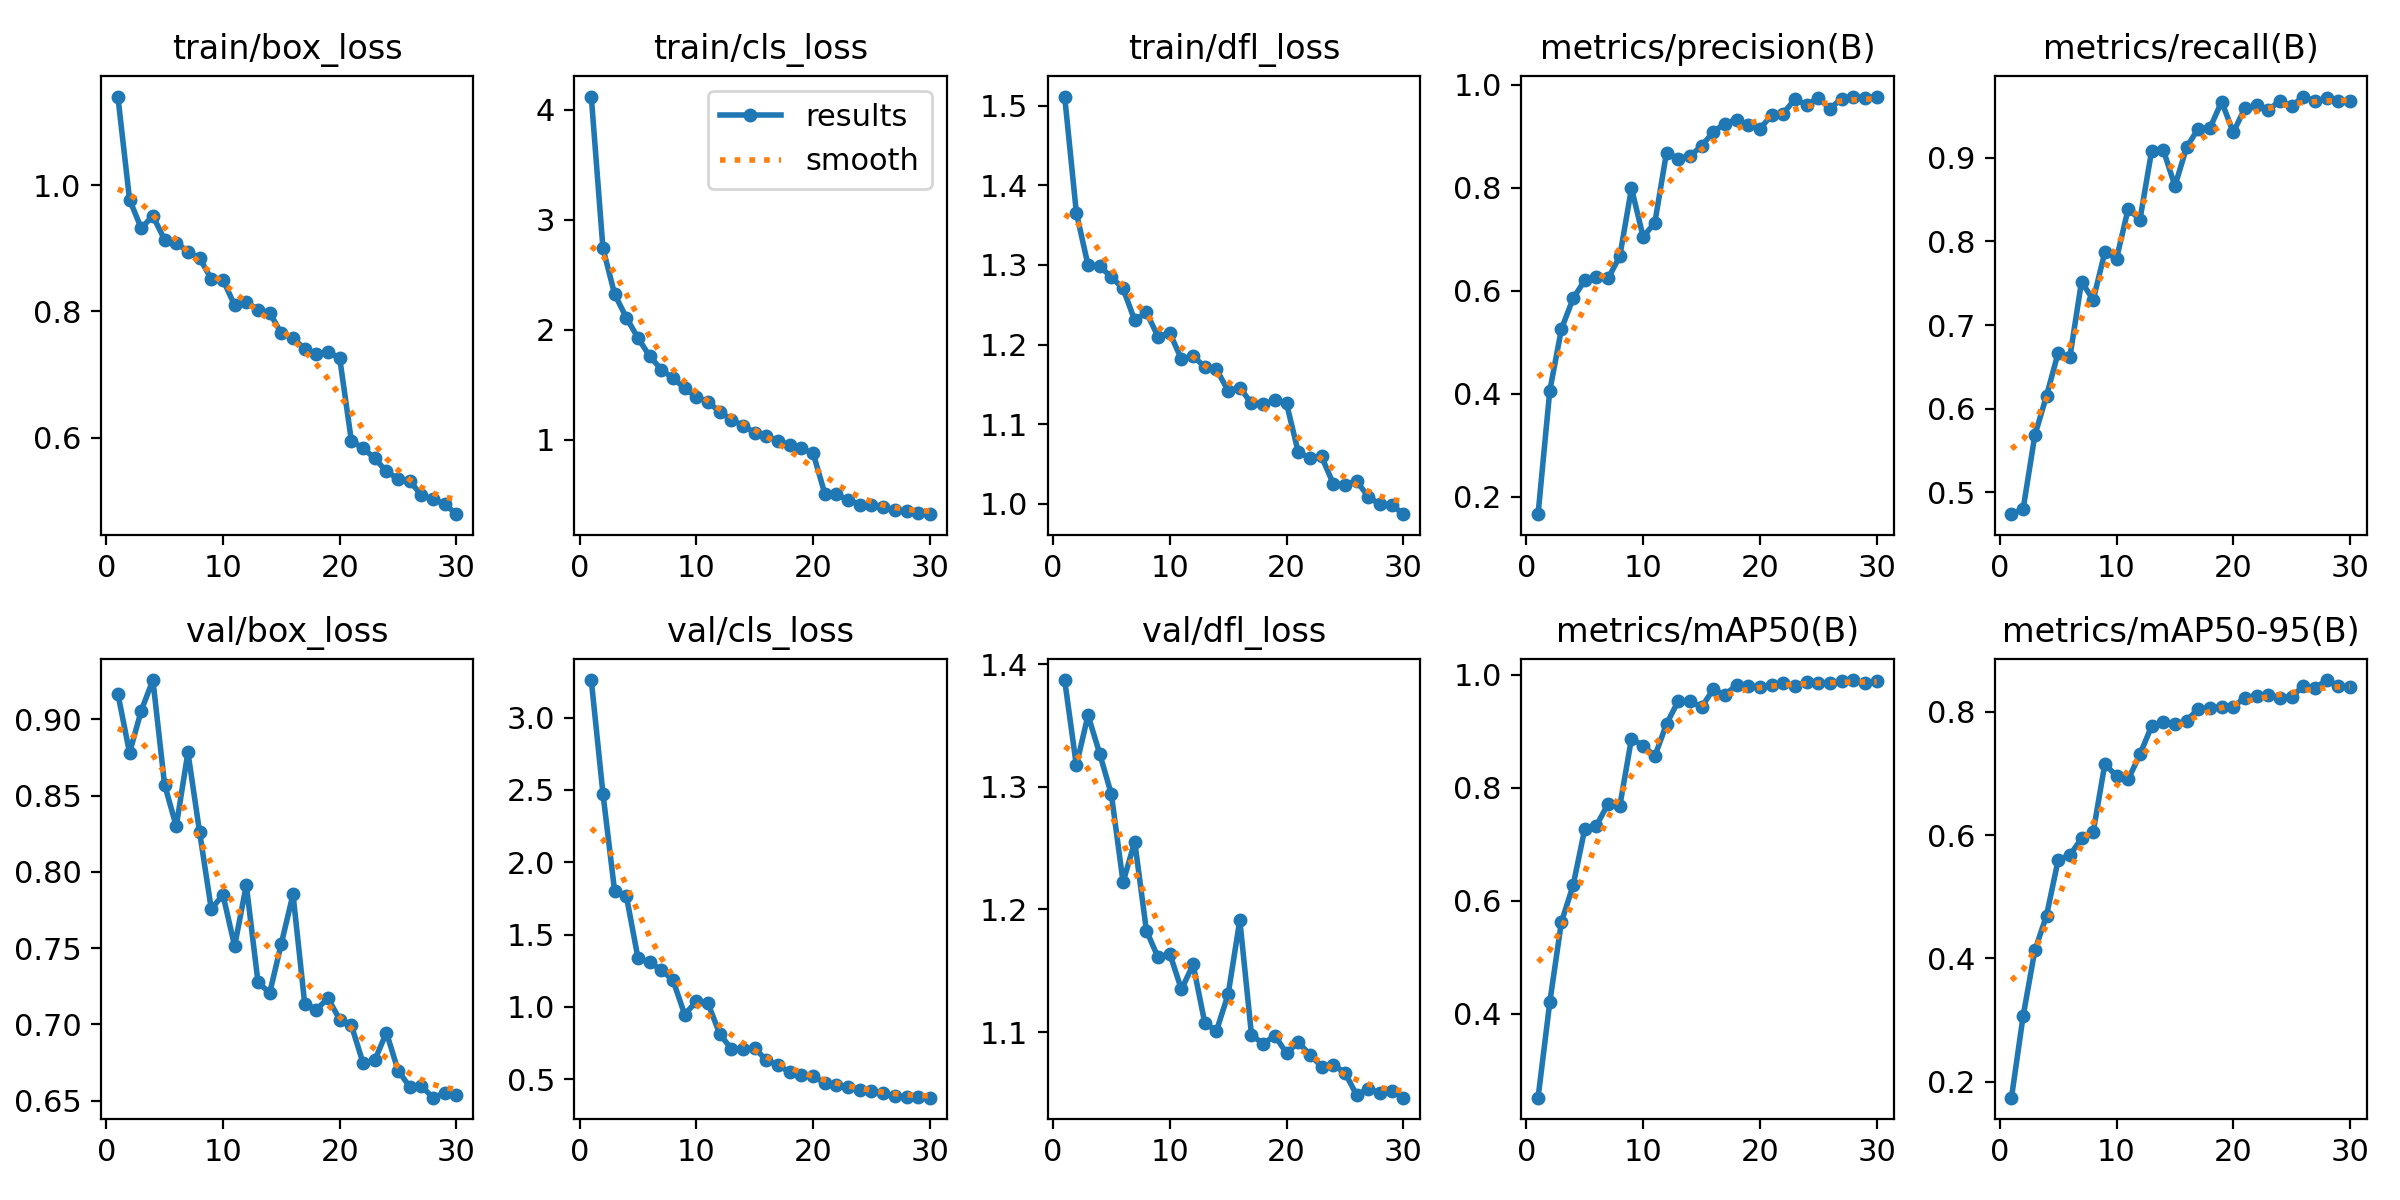 train/box_loss
1.0
0.8
0.6
0 10 20 30
train/cls_loss
results
smooth
4
3
2
1
0 10 20 30
train/dfl_loss
1.5
1.4
1.3
1.2
1.1
1.0
0 10 20 30
metrics/precision(B)
1.0
0.8
0.6
0.4
0.2
0 10 20 30
metrics/recall(B)
0.9
0.8
0.7
0.6
0.5
0 10 20 30
val/box_loss
0.90
0.85
0.80
0.75
0.70
0.65
0 10 20 30
val/cls_loss
3.0
2.5
2.0
1.5
1.0
0.5
0 10 20 30
val/dfl_loss
1.4
1.3
1.2
1.1
0 10 20 30
metrics/mAP50(B)
1.0
0.8
0.6
0.4
0 10 20 30
metrics/mAP50-95(B)
0.8
0.6
0.4
0.2
0 10 20 30